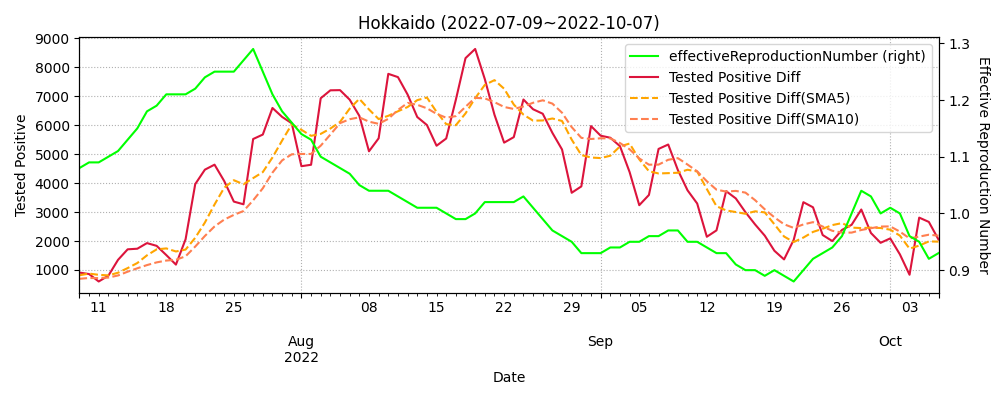 Hokkaido (2022-07-09~2022-10-07)
9000
8000
7000
6000
5000
4000
3000
2000
1000
Tested Positive
effectiveReproductionNumber (right)
Tested Positive Diff
Tested Positive Diff(SMA5)
Tested Positive Diff(SMA10)
1.3
1.2
1.1
1.0
0.9
Effective Reproduction Number
11 18 25 08 15 22 29 05 12 19 26 03
Aug Sep Oct
2022
Date